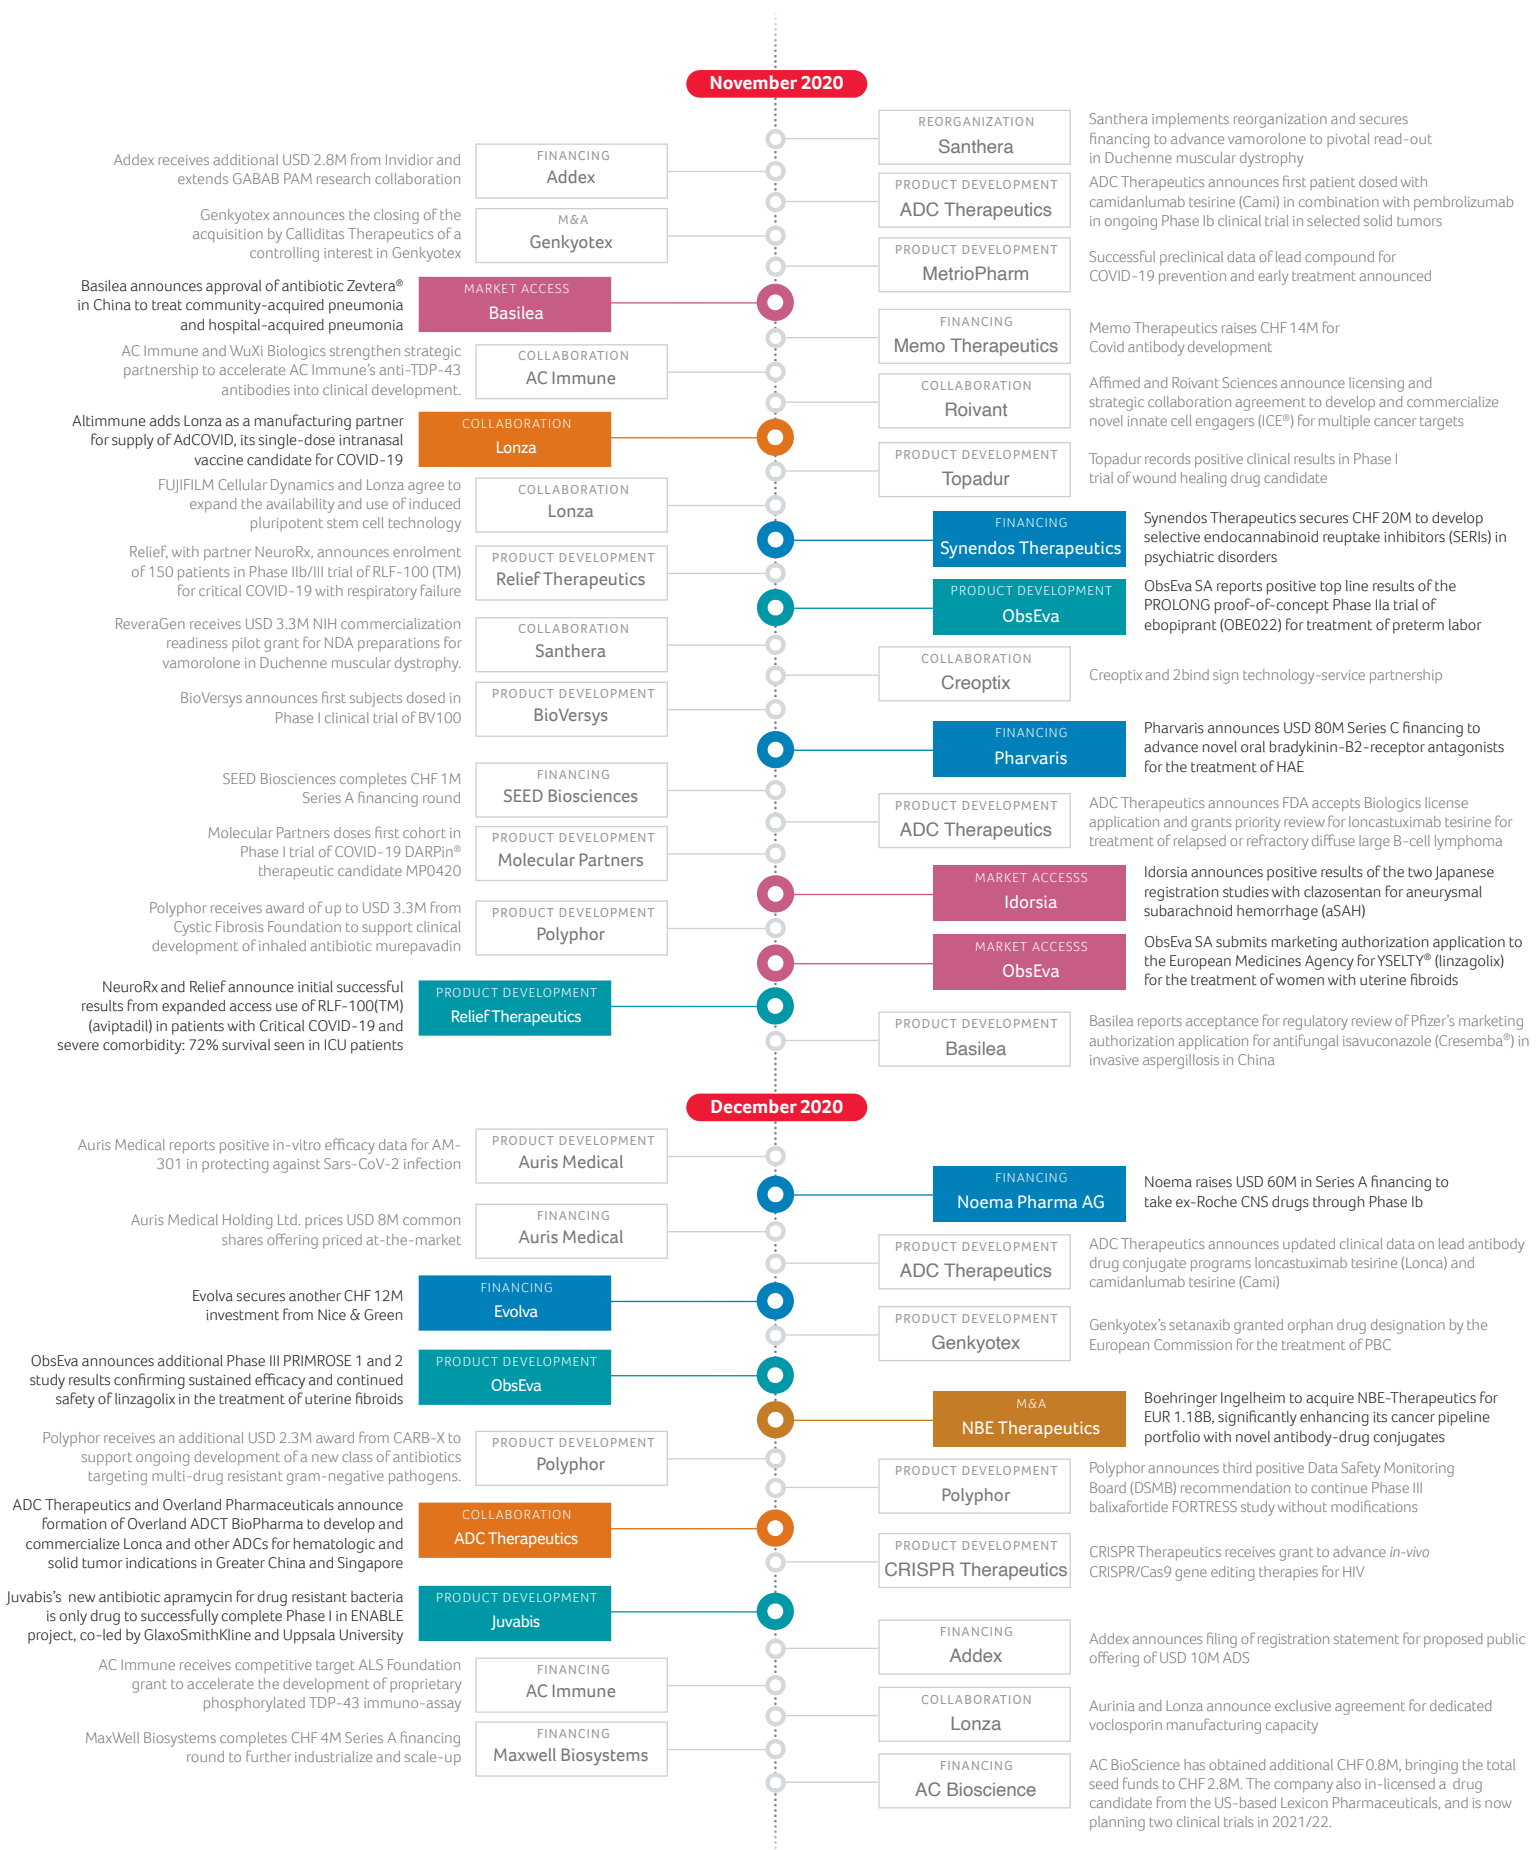 November 2020
REORGANIZATION
Santhera
Santhera implements reorganization and secures
financing to advance vamorolone to pivotal read-out
in Duchenne muscular dystrophy
Addex receives additional USD 2.8M from Invidior and
extends GABAB PAM research collaboration
FINANCING
Addex
PRODUCT DEVELOPMENT
ADC Therapeutics
ADC Therapeutics announces first patient dosed with
camidanlumab tesirine (Cami) in combination with pembrolizumab
in ongoing Phase Ib clinical trial in selected solid tumors
Genkyotex announces the closing of the
acquisition by Calliditas Therapeutics of a
controlling interest in Genkyotex
M&A
Genkyotex
PRODUCT DEVELOPMENT
MetrioPharm
Successful preclinical data of lead compound for
COVID-19 prevention and early treatment announced
Basilea announces approval of antibiotic Zevtera®
in China to treat community-acquired pneumonia
and hospital-acquired pneumonia
MARKET ACCESS
Basilea
FINANCING
Memo Therapeutics
Memo Therapeutics raises CHF 14M for
Covid antibody development
AC Immune and WuXi Biologics strengthen strategic
partnership to accelerate AC Immune's anti-TDP-43
antibodies into clinical development.
COLLABORATION
AC Immune
COLLABORATION
Roivant
Affimed and Roivant Sciences announce licensing and
strategic collaboration agreement to develop and commercialize
novel innate cell engagers (ICE®) for multiple cancer targets
Altimmune adds Lonza as a manufacturing partner
for supply of AdCOVID, its single-dose intranasal
vaccine candidate for COVID-19
COLLABORATION
Lonza
PRODUCT DEVELOPMENT
Topadur
Topadur records positive clinical results in Phase I
trial of wound healing drug candidate
FUJIFILM Cellular Dynamics and Lonza agree to
expand the availability and use of induced
pluripotent stem cell technology
COLLABORATION
Lonza
FINANCING
Synendos Therapeutics
Synendos Therapeutics secures CHF 20M to develop
selective endocannabinoid reuptake inhibitors (SERIs) in
psychiatric disorders
Relief, with partner NeuroRx, announces enrolment
of 150 patients in Phase IIb/III trial of RLF-100 (TM)
for critical COVID-19 with respiratory failure
PRODUCT DEVELOPMENT
Relief Therapeutics
PRODUCT DEVELOPMENT
ObsEva
ObsEva SA reports positive top line results of the
PROLONG proof-of-concept Phase IIa trial of
ebopiprant (OBE022) for treatment of preterm labor
ReveraGen receives USD 3.3M NIH commercialization
readiness pilot grant for NDA preparations for
vamorolone in Duchenne muscular dystrophy.
COLLABORATION
Santhera
COLLABORATION
Creoptix
Creoptix and 2bind sign technology-service partnership
BioVersys announces first subjects dosed in
Phase I clinical trial of BV100
PRODUCT DEVELOPMENT
BioVersys
FINANCING
Pharvaris
Pharvaris announces USD 80M Series C financing to
advance novel oral bradykinin-B2-receptor antagonists
for the treatment of HAE
SEED Biosciences completes CHF 1M
Series A financing round
FINANCING
SEED Biosciences
PRODUCT DEVELOPMENT
ADC Therapeutics
ADC Therapeutics announces FDA accepts Biologics license
application and grants priority review for loncastuximab tesirine for
treatment of relapsed or refractory diffuse large B-cell lymphoma
Molecular Partners doses first cohort in
Phase I trial of COVID-19 DARPin®
therapeutic candidate MP0420
PRODUCT DEVELOPMENT
Molecular Partners
MARKET ACCESSS
Idorsia
Idorsia announces positive results of the two Japanese
registration studies with clazosentan for aneurysmal
subarachnoid hemorrhage (aSAH)
Polyphor receives award of up to USD 3.3M from
Cystic Fibrosis Foundation to support clinical
development of inhaled antibiotic murepavadin
PRODUCT DEVELOPMENT
Polyphor
MARKET ACCESSS
ObsEva
ObsEva SA submits marketing authorization application to
the European Medicines Agency for YSELTY® (linzagolix)
for the treatment of women with uterine fibroids
NeuroRx and Relief announce initial successful
results from expanded access use of RLF-100(TM)
(aviptadil) in patients with Critical COVID-19 and
severe comorbidity: 72% survival seen in ICU patients
PRODUCT DEVELOPMENT
Relief Therapeutics
PRODUCT DEVELOPMENT
Basilea
Basilea reports acceptance for regulatory review of Pfizer's marketing
authorization application for antifungal isavuconazole (Cresemba®) in
invasive aspergillosis in China
December 2020
Auris Medical reports positive in-vitro efficacy data for AM-
301 in protecting against Sars-CoV-2 infection
PRODUCT DEVELOPMENT
Auris Medical
FINANCING
Noema Pharma AG
Noema raises USD 60M in Series A financing to
take ex-Roche CNS drugs through Phase Ib
Auris Medical Holding Ltd. prices USD 8M common
shares offering priced at-the-market
FINANCING
Auris Medical
PRODUCT DEVELOPMENT
ADC Therapeutics
ADC Therapeutics announces updated clinical data on lead antibody
drug conjugate programs loncastuximab tesirine (Lonca) and
camidanlumab tesirine (Cami)
Evolva secures another CHF 12M
investment from Nice & Green
FINANCING
Evolva
PRODUCT DEVELOPMENT
Genkyotex
Genkyotex's setanaxib granted orphan drug designation by the
European Commission for the treatment of PBC
ObsEva announces additional Phase III PRIMROSE 1 and 2
study results confirming sustained efficacy and continued
safety of linzagolix in the treatment of uterine fibroids
PRODUCT DEVELOPMENT
ObsEva
M&A
NBE Therapeutics
Boehringer Ingelheim to acquire NBE-Therapeutics for
EUR 1.18B, significantly enhancing its cancer pipeline
portfolio with novel antibody-drug conjugates
Polyphor receives an additional USD 2.3M award from CARB-X to
support ongoing development of a new class of antibiotics
targeting multi-drug resistant gram-negative pathogens.
PRODUCT DEVELOPMENT
Polyphor
PRODUCT DEVELOPMENT
Polyphor
Polyphor announces third positive Data Safety Monitoring
Board (DSMB) recommendation to continue Phase III
balixafortide FORTRESS study without modifications
ADC Therapeutics and Overland Pharmaceuticals announce
formation of Overland ADCT BioPharma to develop and
commercialize Lonca and other ADCs for hematologic and
solid tumor indications in Greater China and Singapore
COLLABORATION
ADC Therapeutics
PRODUCT DEVELOPMENT
CRISPR Therapeutics
CRISPR Therapeutics receives grant to advance in-vivo
CRISPR/Cas9 gene editing therapies for HIV
Juvabis's new antibiotic apramycin for drug resistant bacteria
is only drug to successfully complete Phase I in ENABLE
project, co-led by GlaxoSmithKline and Uppsala University
PRODUCT DEVELOPMENT
Juvabis
FINANCING
Addex
Addex announces filing of registration statement for proposed public
offering of USD 10M ADS
AC Immune receives competitive target ALS Foundation
grant to accelerate the development of proprietary
phosphorylated TDP-43 immuno-assay
FINANCING
AC Immune
COLLABORATION
Lonza
Aurinia and Lonza announce exclusive agreement for dedicated
voclosporin manufacturing capacity
MaxWell Biosystems completes CHF 4M Series A financing
round to further industrialize and scale-up
FINANCING
Maxwell Biosystems
FINANCING
AC Bioscience
AC BioScience has obtained additional CHF 0.8M, bringing the total
seed funds to CHF 2.8M. The company also in-licensed a drug
candidate from the US-based Lexicon Pharmaceuticals, and is now
planning two clinical trials in 2021/22.